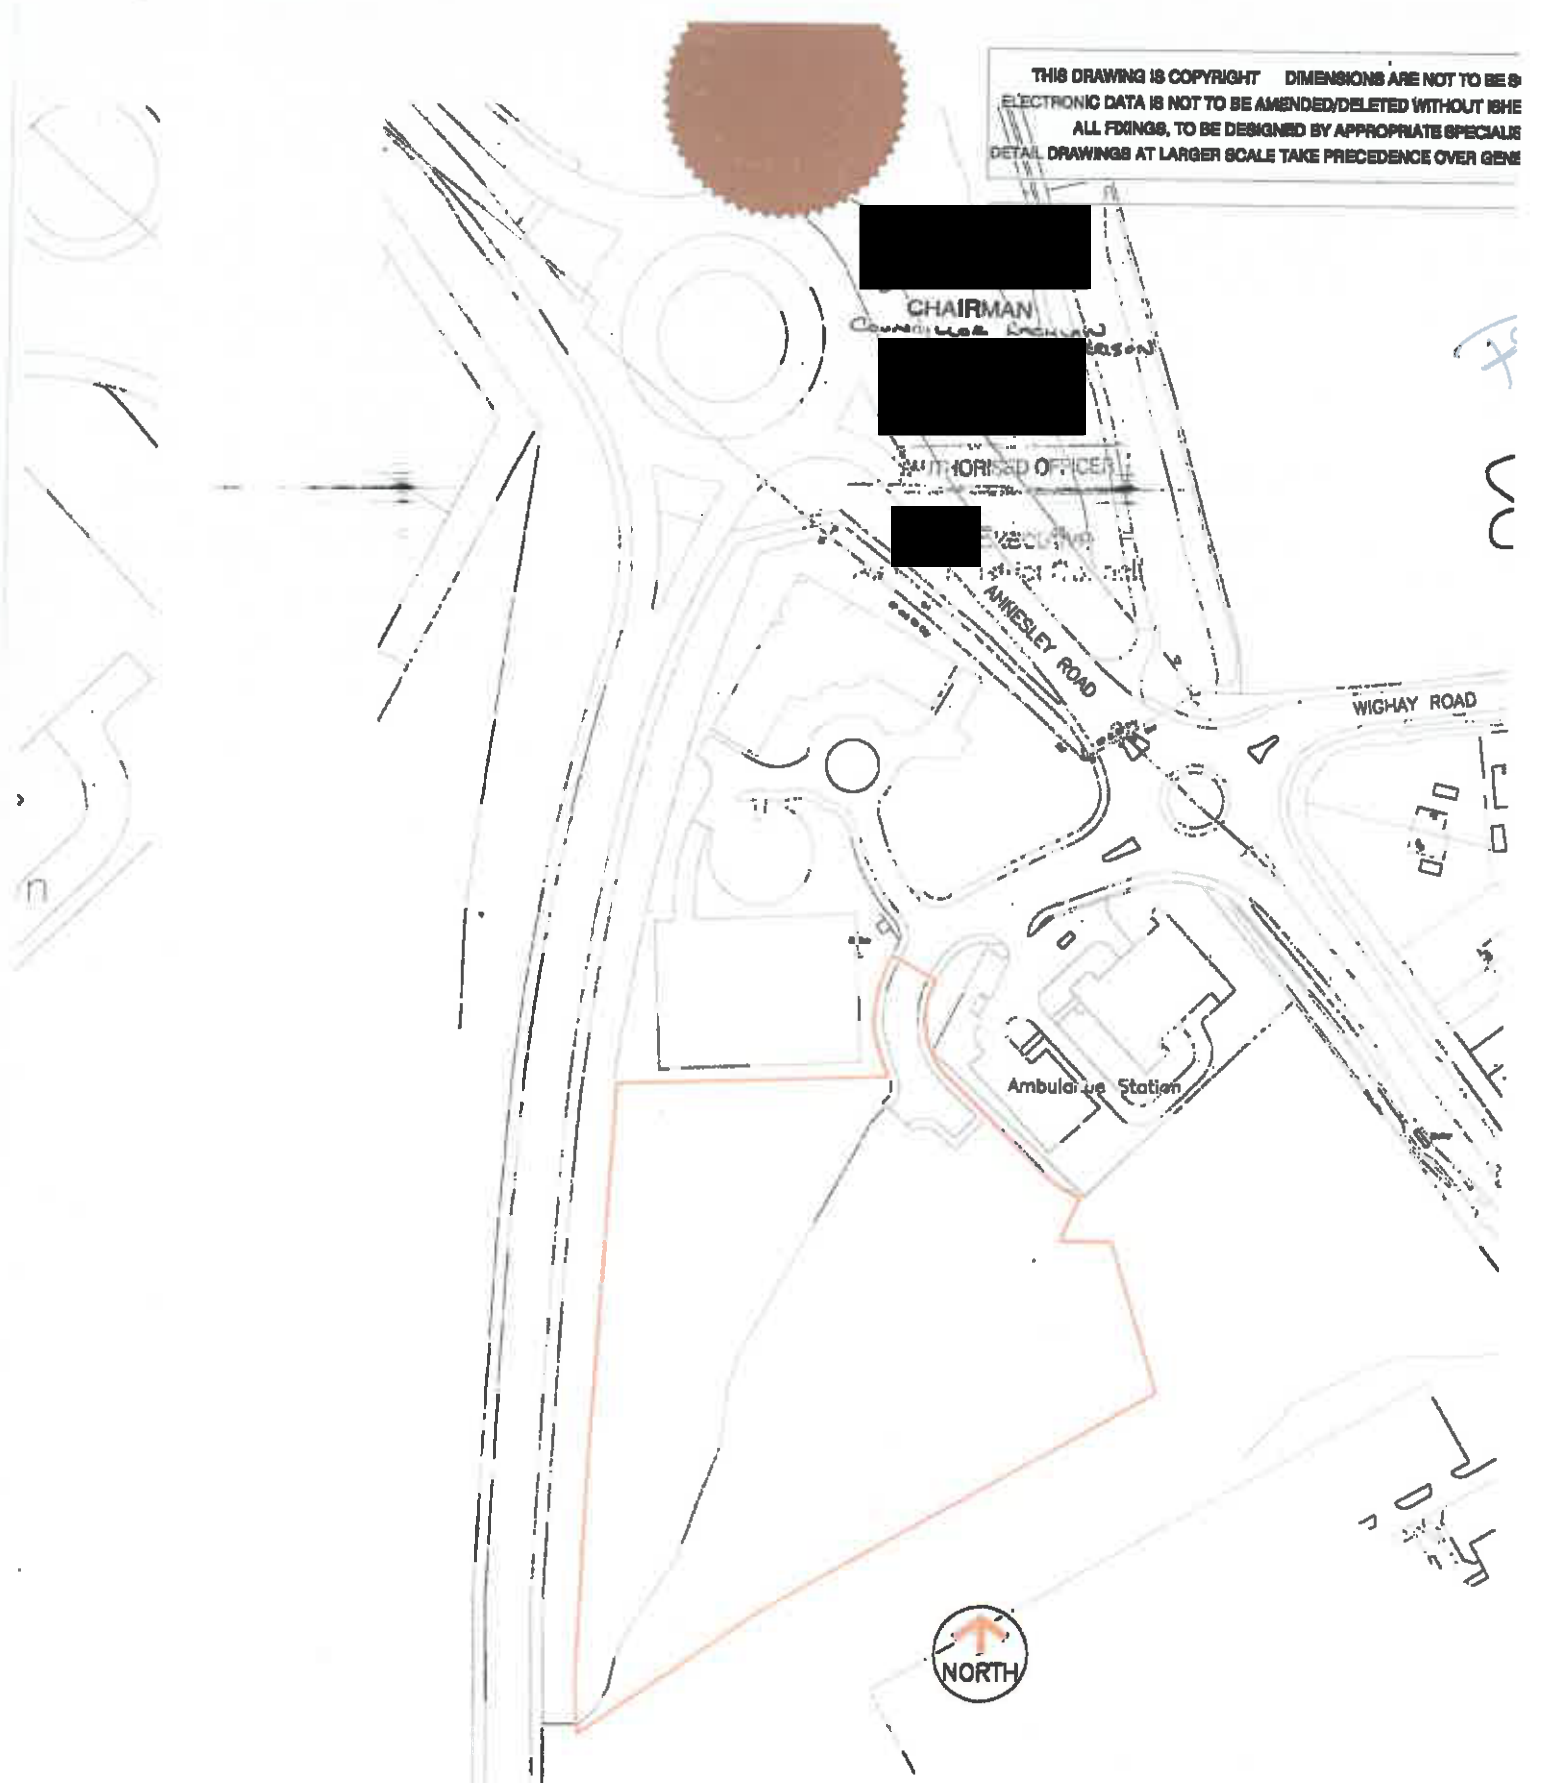 THIS DRAWING IS COPYRIGHT DIMENSIONS ARE NOT TO BE
ELECTRONIC DATA IS NOT TO BE AMENDED/DELETED WITHOUT
ALL FIXINGS, TO BE DESIGNED BY APPROPRIATE
DETAIL DRAWINGS AT LARGER SCALE TAKE PRECEDENCE OVER
CHAIRMAN
COUNCILLOR
AUTHORISED OFFICER
ANNESLEY ROAD
WIGHAY ROAD
Ambulance Station
NORTH